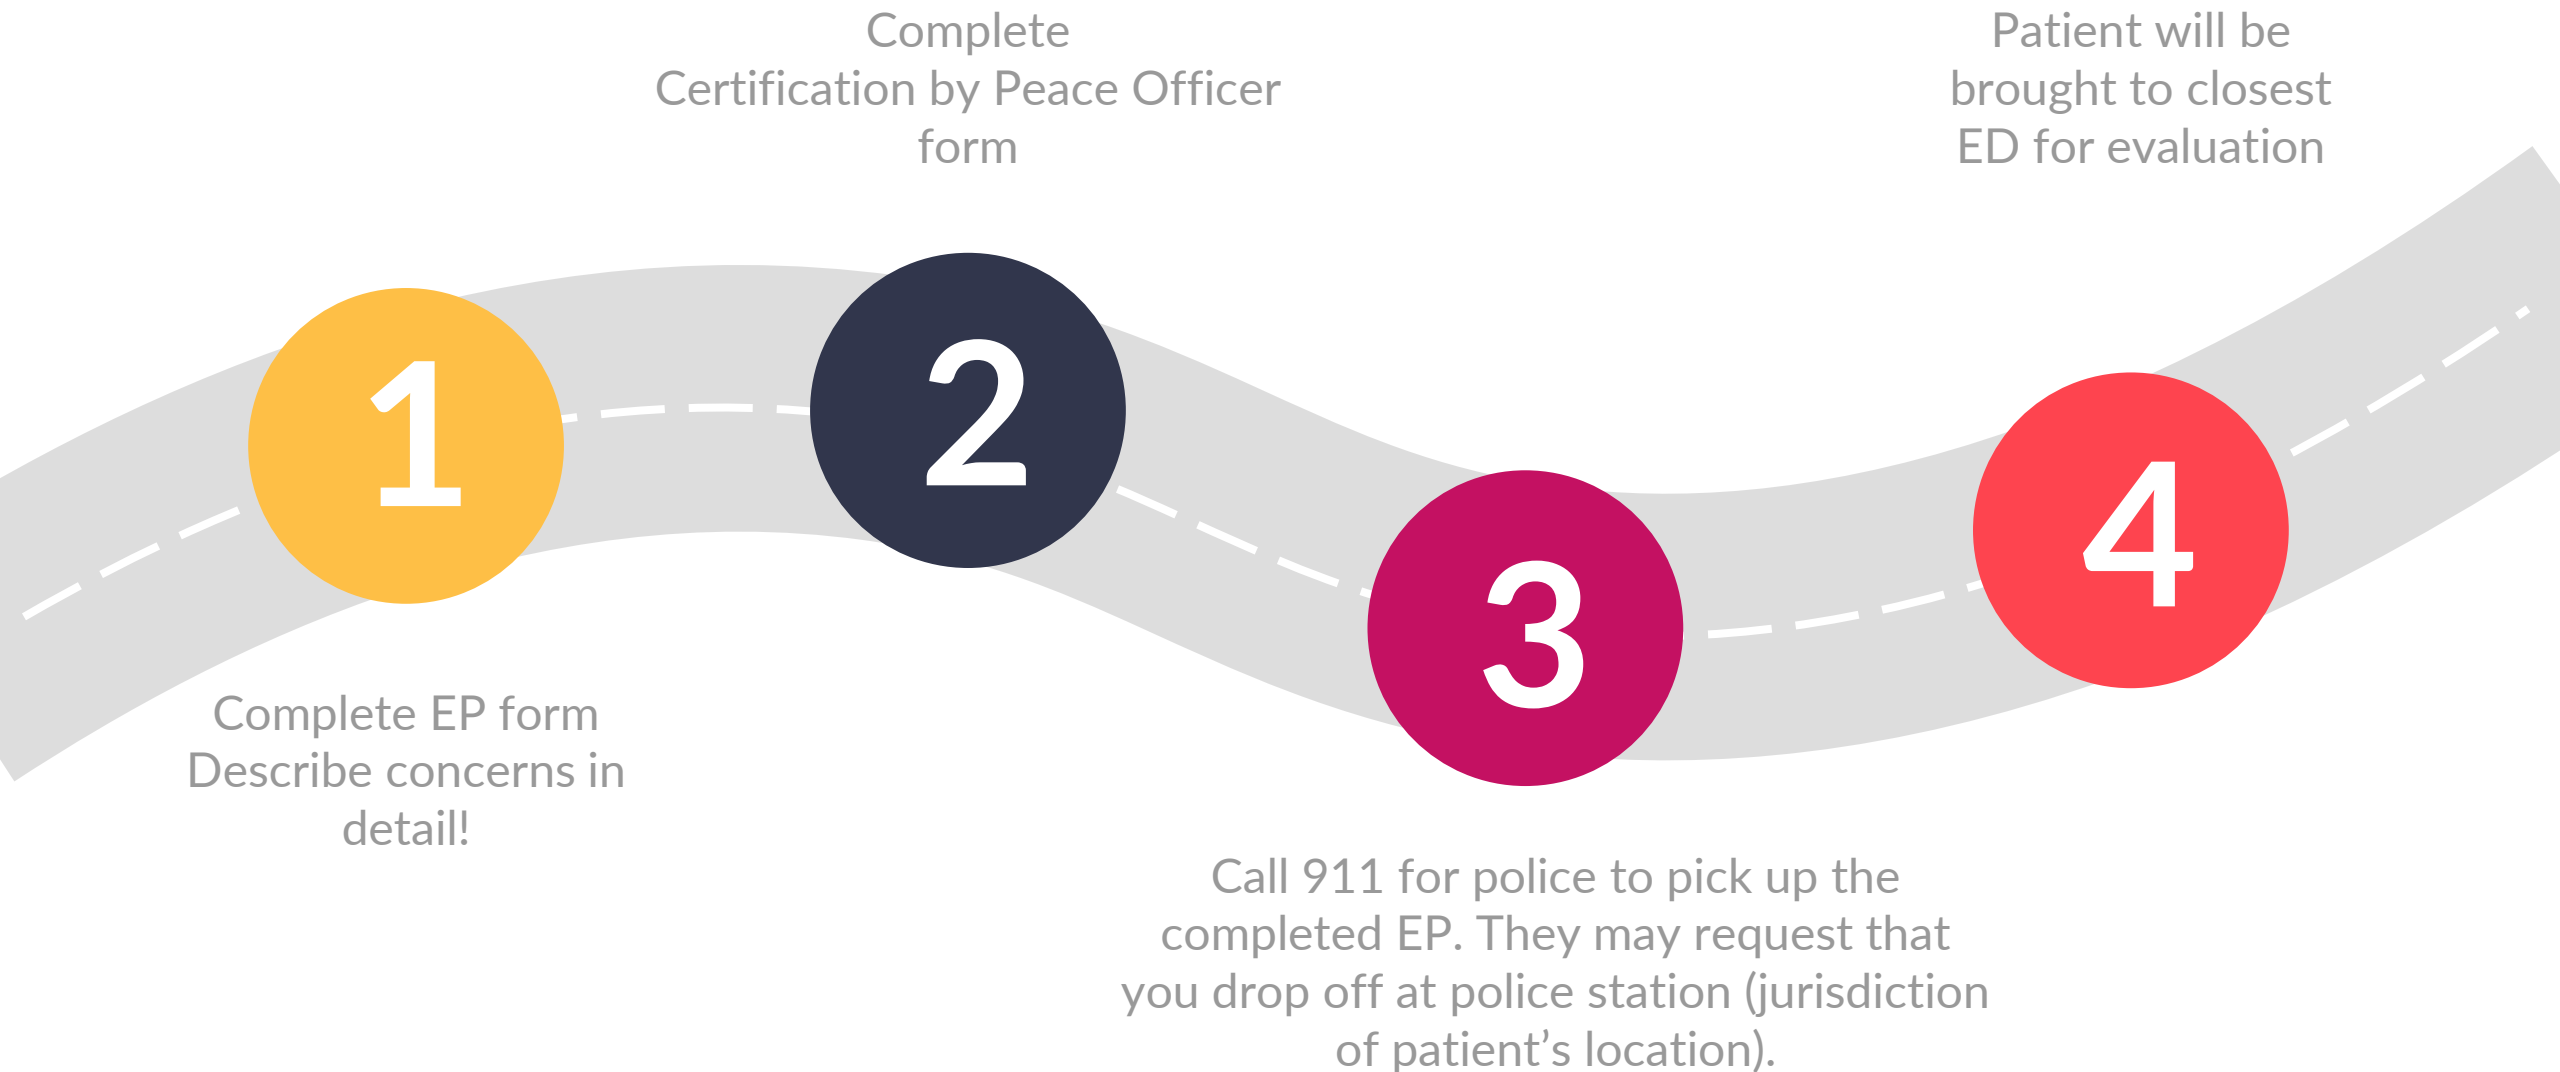 1
Complete EP form
Describe concerns in
detail!
2
Complete
Certification by Peace Officer
form
3
Call 911 for police to pick up the
completed EP. They may request that
you drop off at police station (jurisdiction
of patient’s location).
4
Patient will be
brought to closest
ED for evaluation